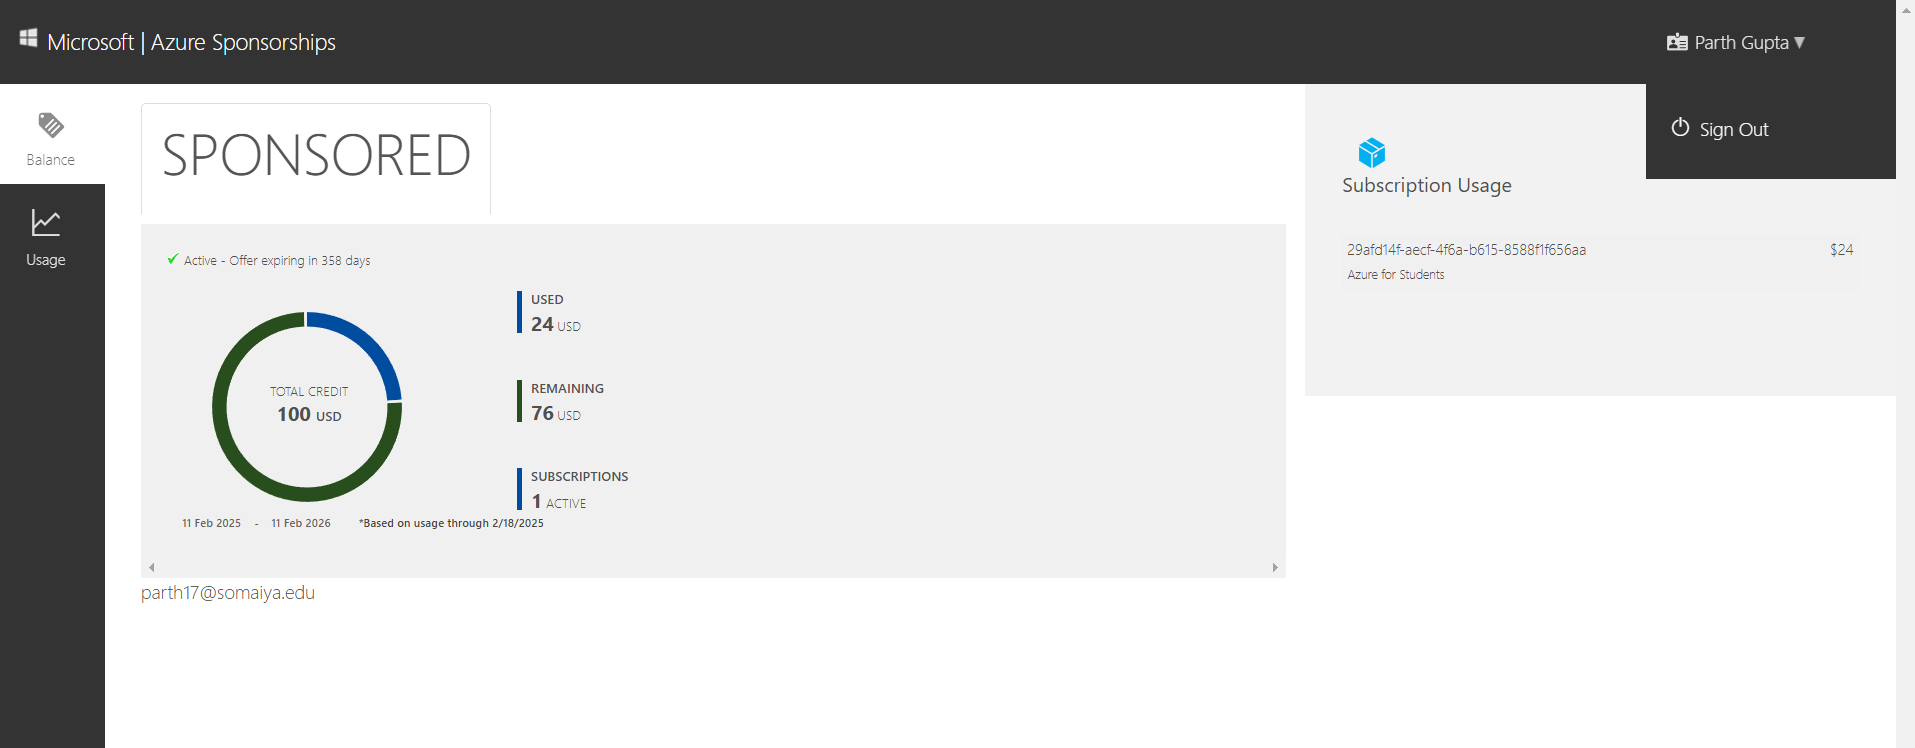 Microsoft | Azure Sponsorships
Parth Gupta
Sign Out
Balance
Usage
SPONSORED
Active - Offer expiring in 358 days
TOTAL CREDIT
100 USD
USED
24 USD
REMAINING
76 USD
SUBSCRIPTIONS
1 ACTIVE
11 Feb 2025 - 11 Feb 2026 *Based on usage through 2/18/2025
parth17@somaiya.edu
Subscription Usage
29afd14f-aecf-4f6a-b615-8588f1f656aa $24
Azure for Students